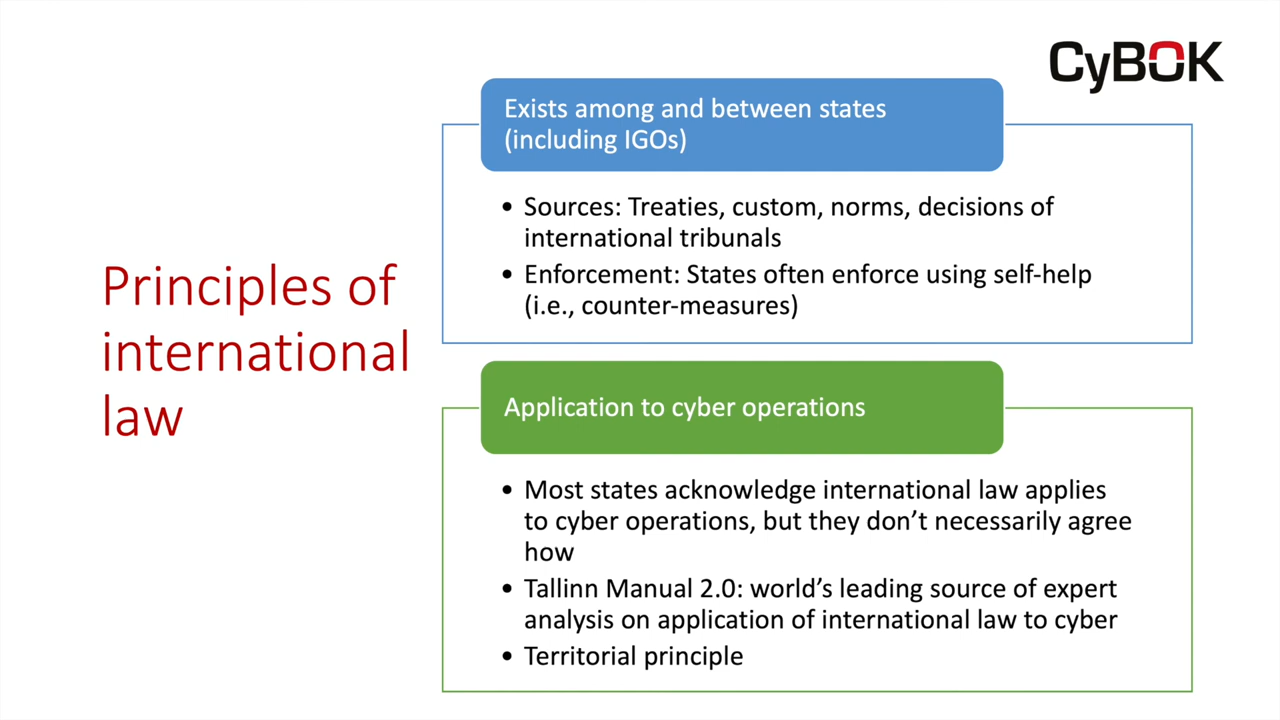 CyBOK
Principles of
international
law
Exists among and between states
(including IGOs)
• Sources: Treaties, custom, norms, decisions of
international tribunals
• Enforcement: States often enforce using self-help
(i.e., counter-measures)
Application to cyber operations
• Most states acknowledge international law applies
to cyber operations, but they don’t necessarily agree
how
• Tallinn Manual 2.0: world’s leading source of expert
analysis on application of international law to cyber
• Territorial principle